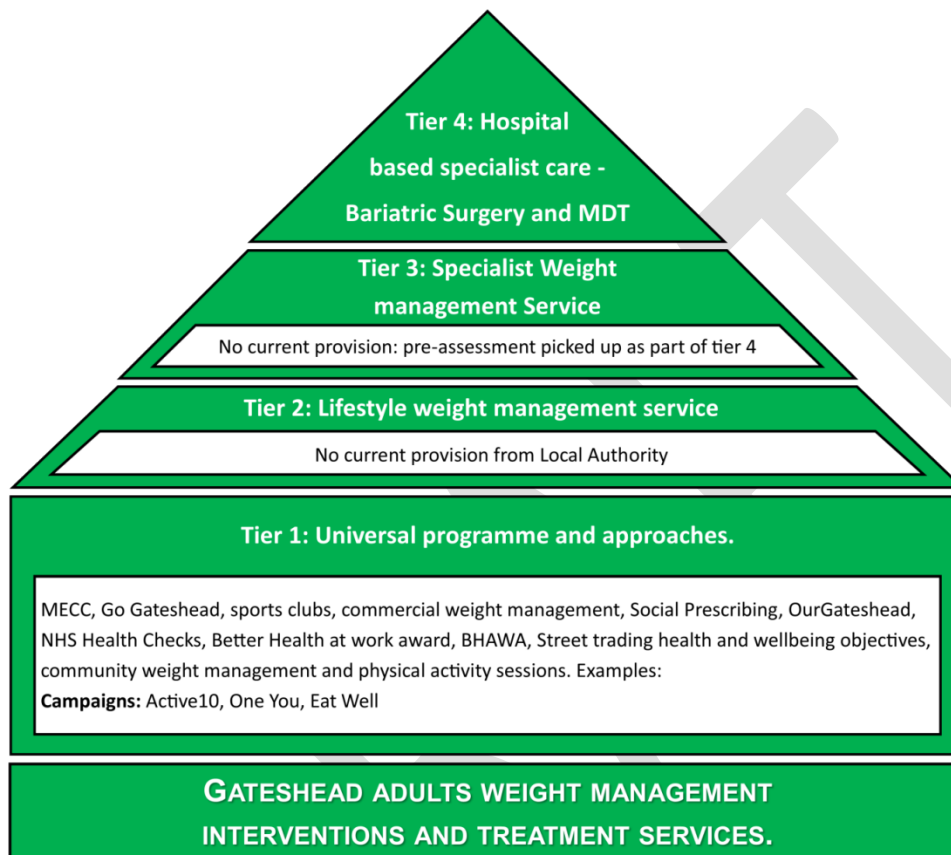 Tier 4: Hospital
based specialist care -
Bariatric Surgery and MDT
Tier 3: Specialist Weight
management Service
No current provision: pre-assessment picked up as part of tier 4
Tier 2: Lifestyle weight management service
No current provision from Local Authority
Tier 1: Universal programme and approaches.
MECC, Go Gateshead, sports clubs, commercial weight management, Social Prescribing, OurGateshead,
NHS Health Checks, Better Health at work award, BHAWA, Street trading health and wellbeing objectives,
community weight management and physical activity sessions. Examples:
Campaigns: Active10, One You, Eat Well
GATESHEAD ADULTS WEIGHT MANAGEMENT
INTERVENTIONS AND TREATMENT SERVICES.